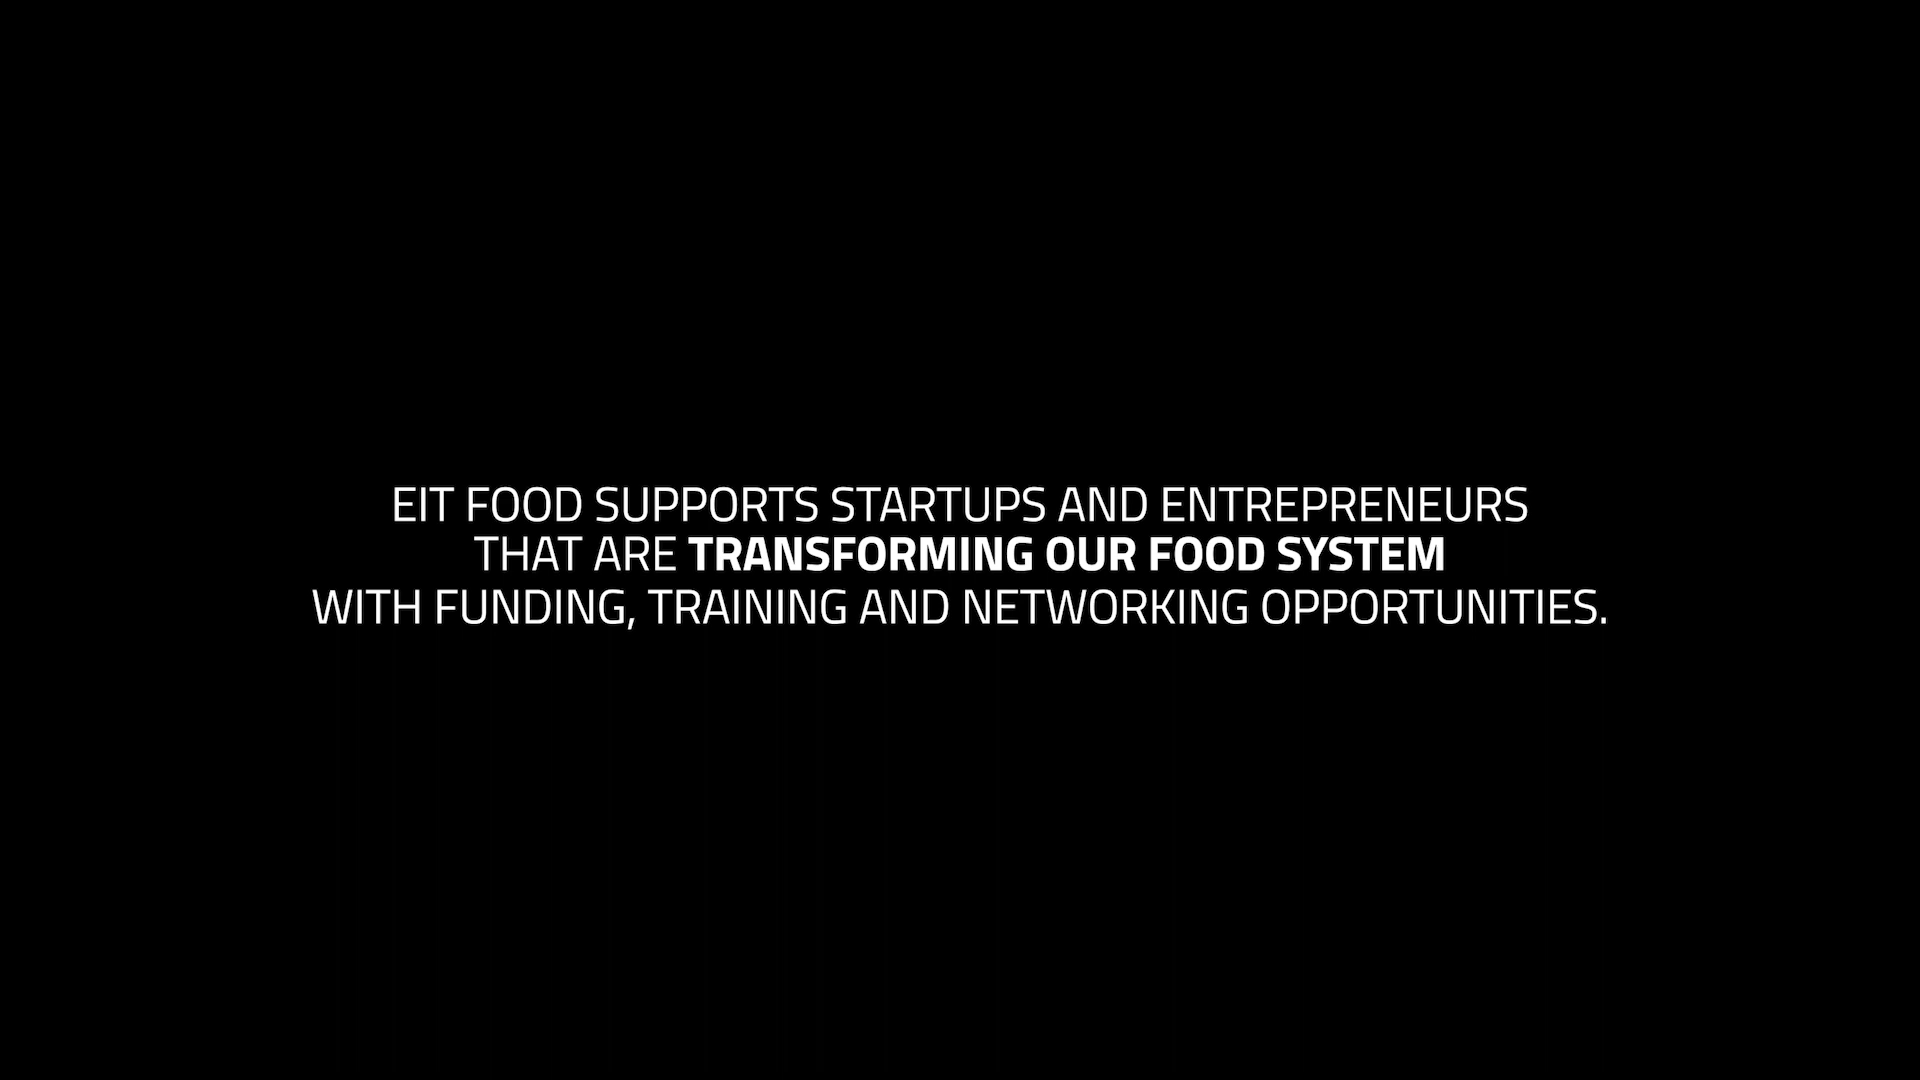 EIT FOOD SUPPORTS STARTUPS AND ENTREPRENEURS
THAT ARE TRANSFORMING OUR FOOD SYSTEM
WITH FUNDING, TRAINING AND NETWORKING OPPORTUNITIES.